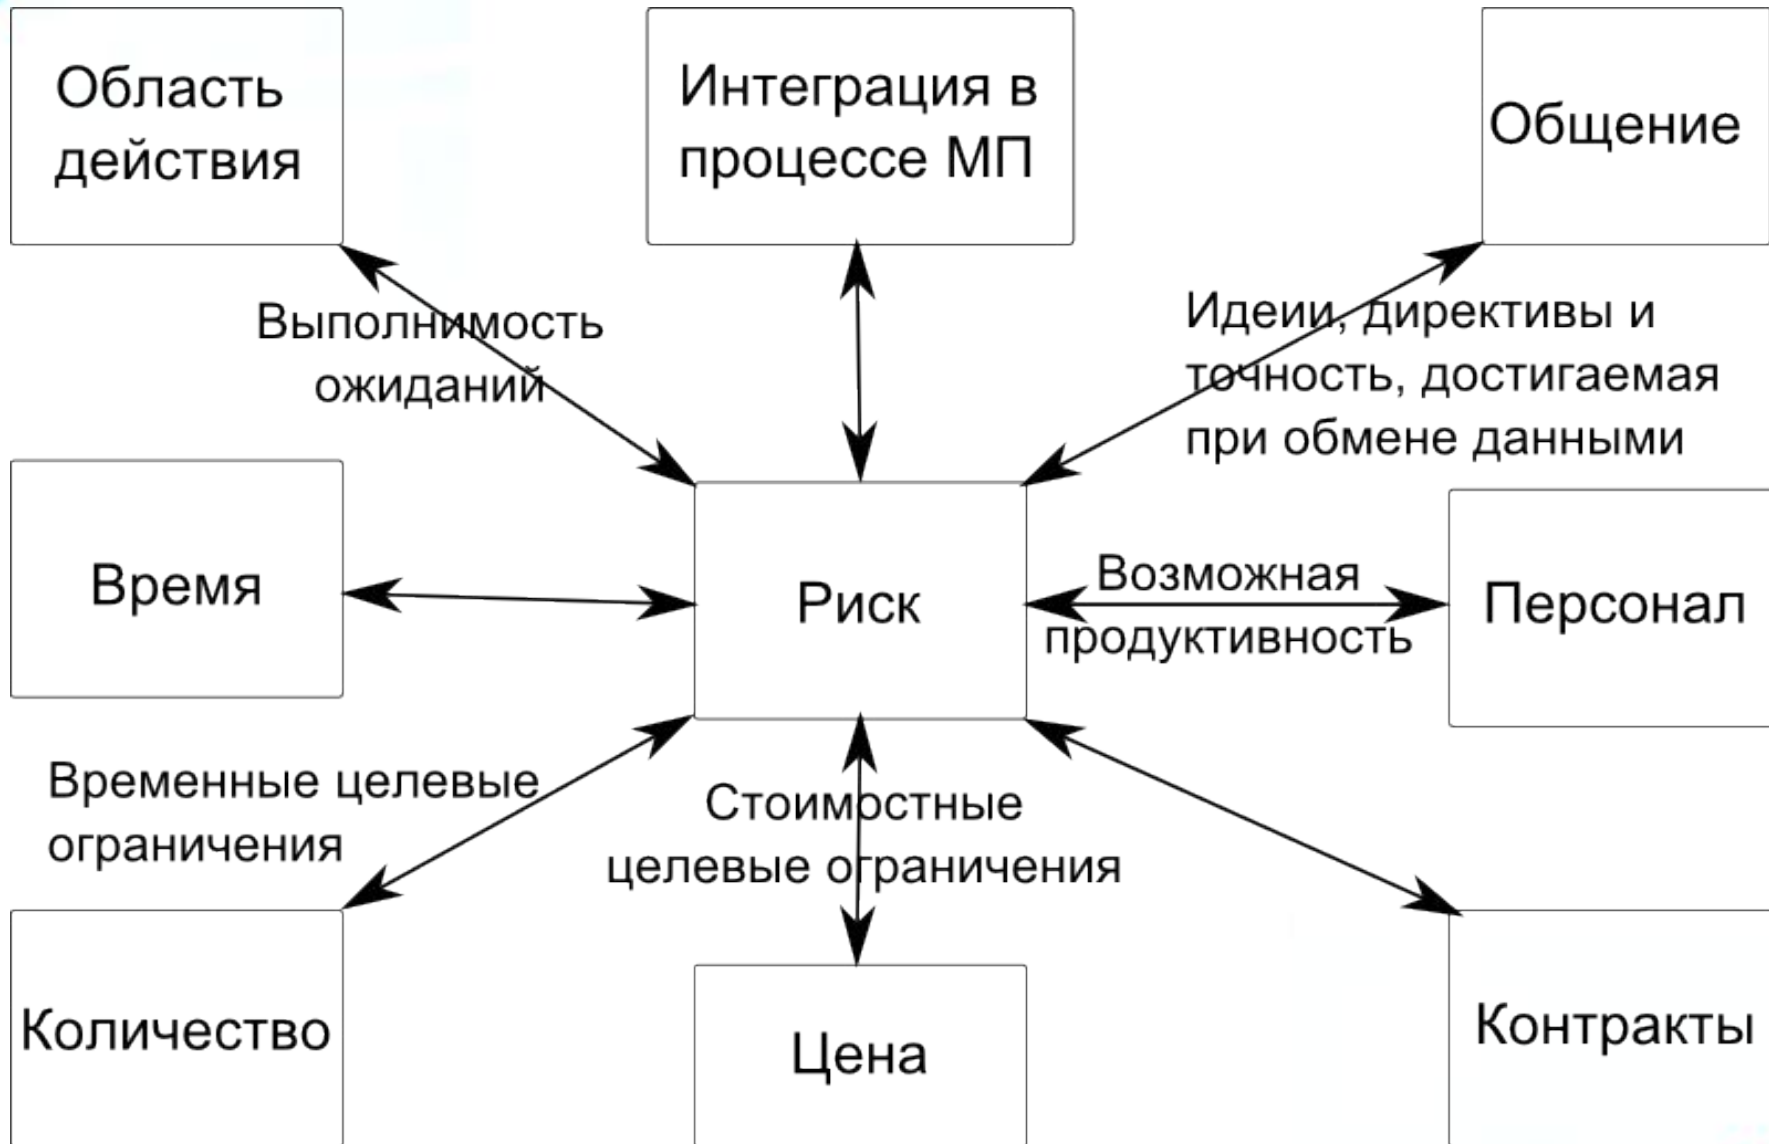 Область
действия
Интеграция в
процессе МП
Общение
Выполнимость
ожиданий
Идеии, директивы и
точность, достигаемая
при обмене данными
Время
Риск
Возможная
продуктивность
Персонал
Временные целевые
ограничения
Стоимостные
целевые ограничения
Количество
Цена
Контракты